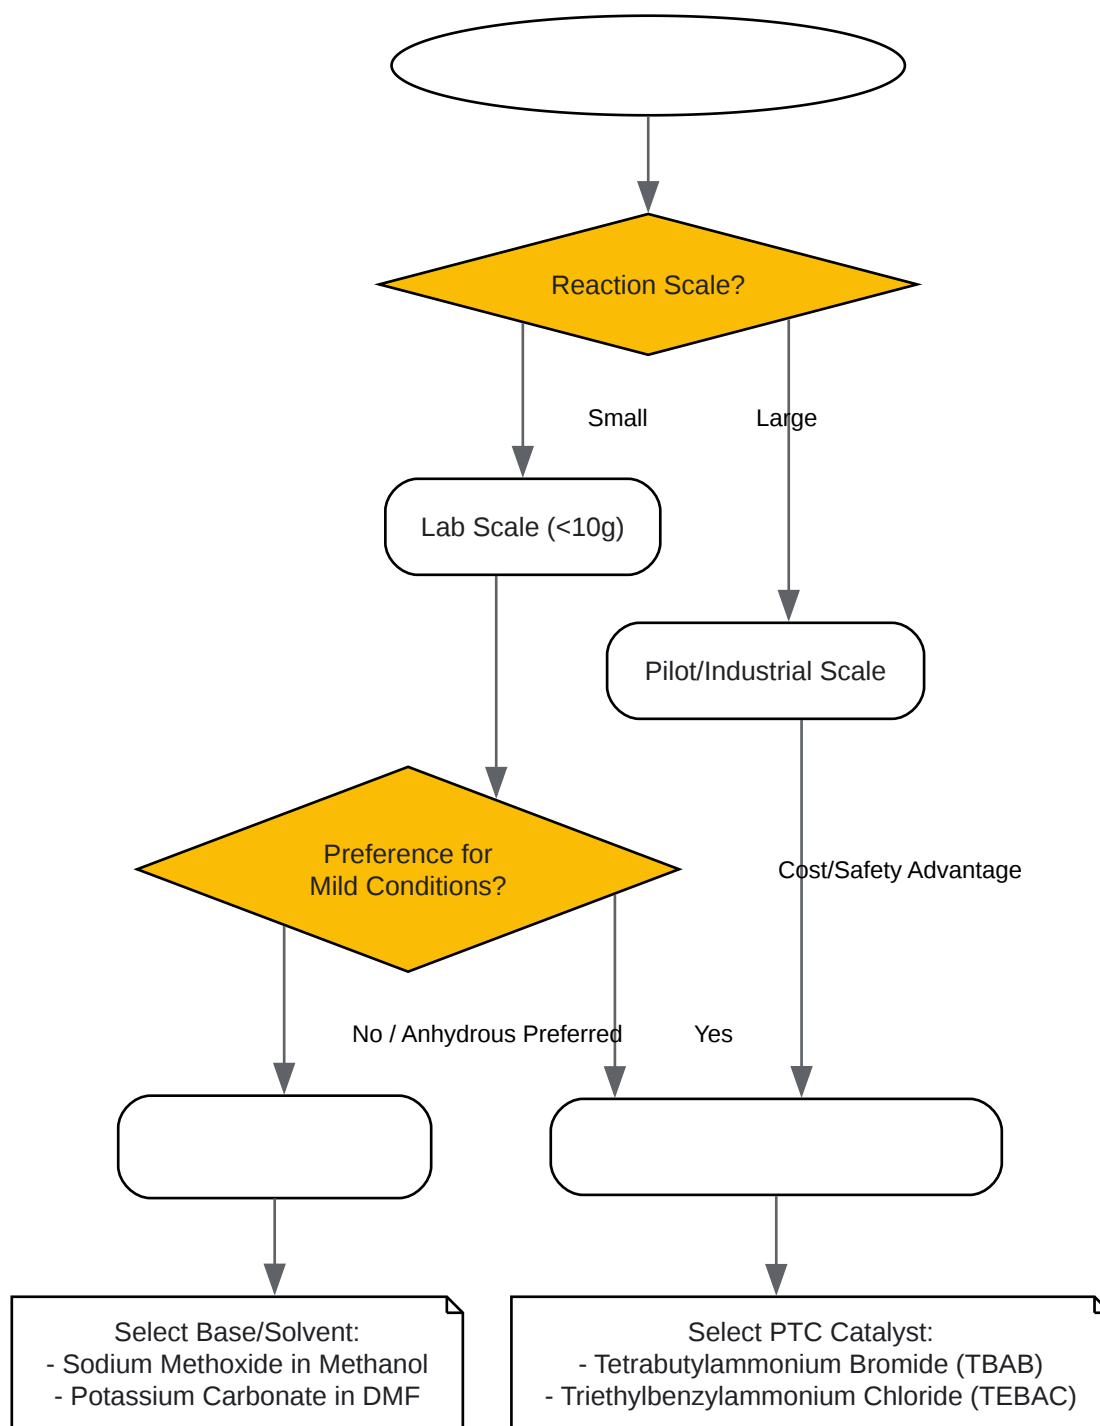 Reaction Scale?
Small
Large
Lab Scale (<10g)
Pilot/Industrial Scale
Preference for
Mild Conditions?
Cost/Safety Advantage
No / Anhydrous Preferred
Yes
Select Base/Solvent:
- Sodium Methoxide in Methanol
- Potassium Carbonate in DMF
Select PTC Catalyst:
- Tetrabutylammonium Bromide (TBAB)
- Triethylbenzylammonium Chloride (TEBAC)